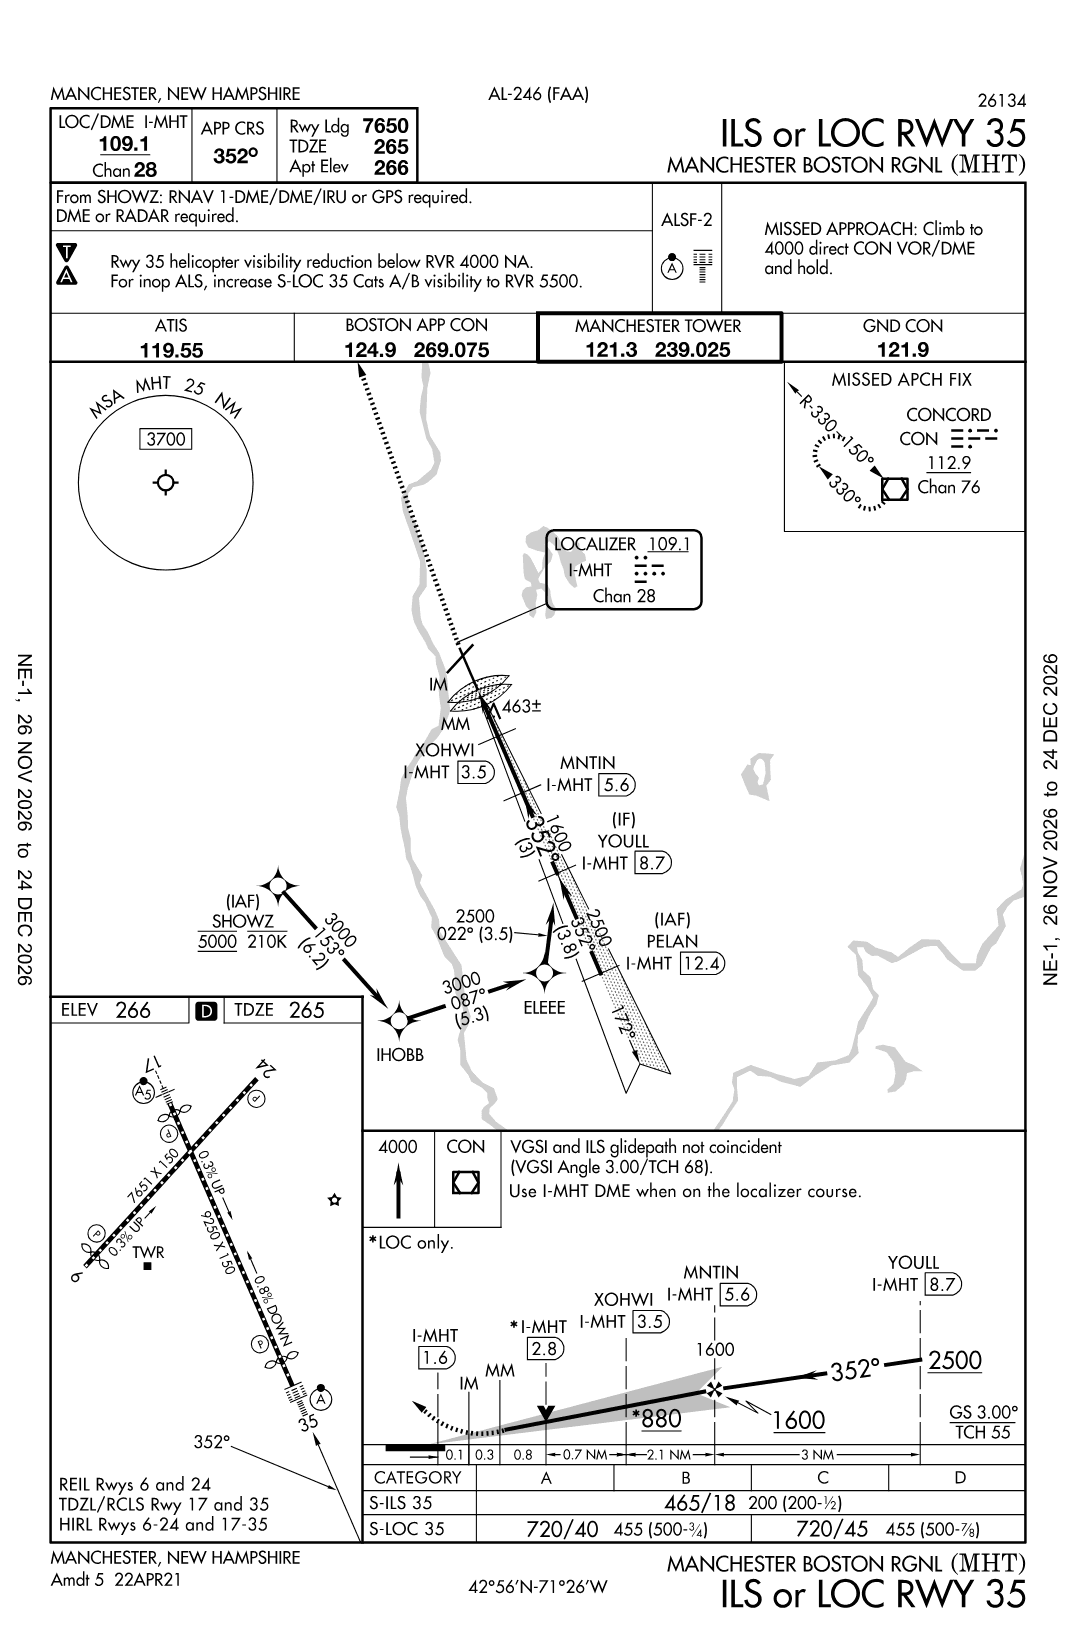 MANCHESTER, NEW HAMPSHIRE
AL-246 (FAA)
26134
LOC/DME I-MHT
109.1
Chan 28
APP CRS
352°
Rwy Ldg 7650
TDZE 265
Apt Elev 266
ILS or LOC RWY 35
MANCHESTER BOSTON RGNL (MHT)
From SHOWZ: RNAV 1-DME/DME/IRU or GPS required.
DME or RADAR required.
T
A
Rwy 35 helicopter visibility reduction below RVR 4000 NA.
For inop ALS, increase S-LOC 35 Cats A/B visibility to RVR 5500.
ALSF-2
A
MISSED APPROACH: Climb to
4000 direct CON VOR/DME
and hold.
ATIS
119.55
BOSTON APP CON
124.9 269.075
MANCHESTER TOWER
121.3 239.025
GND CON
121.9
MSA MHT 25 NM
3700
MISSED APCH FIX
R-330
150°
330°
CONCORD
CON
112.9
Chan 76
LOCALIZER 109.1
I-MHT
Chan 28
IM
MM
463±
XOHWI
I-MHT 3.5
MNTIN
I-MHT 5.6
1600
352°
(3)
(IF)
YOULL
I-MHT 8.7
2500
352°
(3.8)
(IAF)
PELAN
I-MHT 12.4
172°
(IAF)
SHOWZ
5000 210K
3000
153°
(6.2)
IHOBB
3000
087°
(5.3)
ELEEE
2500
022° (3.5)
NE-1, 26 NOV 2026 to 24 DEC 2026
NE-1, 26 NOV 2026 to 24 DEC 2026
ELEV 266
D
TDZE 265
17
24
A5
P
P
7651 X 150
0.3% UP
0.3% UP
9250 X 150
P
6
TWR
0.8% DOWN
P
A
35
352°
REIL Rwys 6 and 24
TDZL/RCLS Rwy 17 and 35
HIRL Rwys 6-24 and 17-35
4000
CON
VGSI and ILS glidepath not coincident
(VGSI Angle 3.00/TCH 68).
Use I-MHT DME when on the localizer course.
*LOC only.
I-MHT
1.6
IM
MM
*I-MHT
2.8
XOHWI
I-MHT 3.5
MNTIN
I-MHT 5.6
YOULL
I-MHT 8.7
1600
352°
2500
*880
1600
GS 3.00°
TCH 55
0.1
0.3
0.8
0.7 NM
2.1 NM
3 NM
CATEGORY A B C D
S-ILS 35 465/18 200 (200-½)
S-LOC 35 720/40 455 (500-¾) 720/45 455 (500-⅞)
MANCHESTER, NEW HAMPSHIRE
Amdt 5 22APR21
42°56'N-71°26'W
MANCHESTER BOSTON RGNL (MHT)
ILS or LOC RWY 35